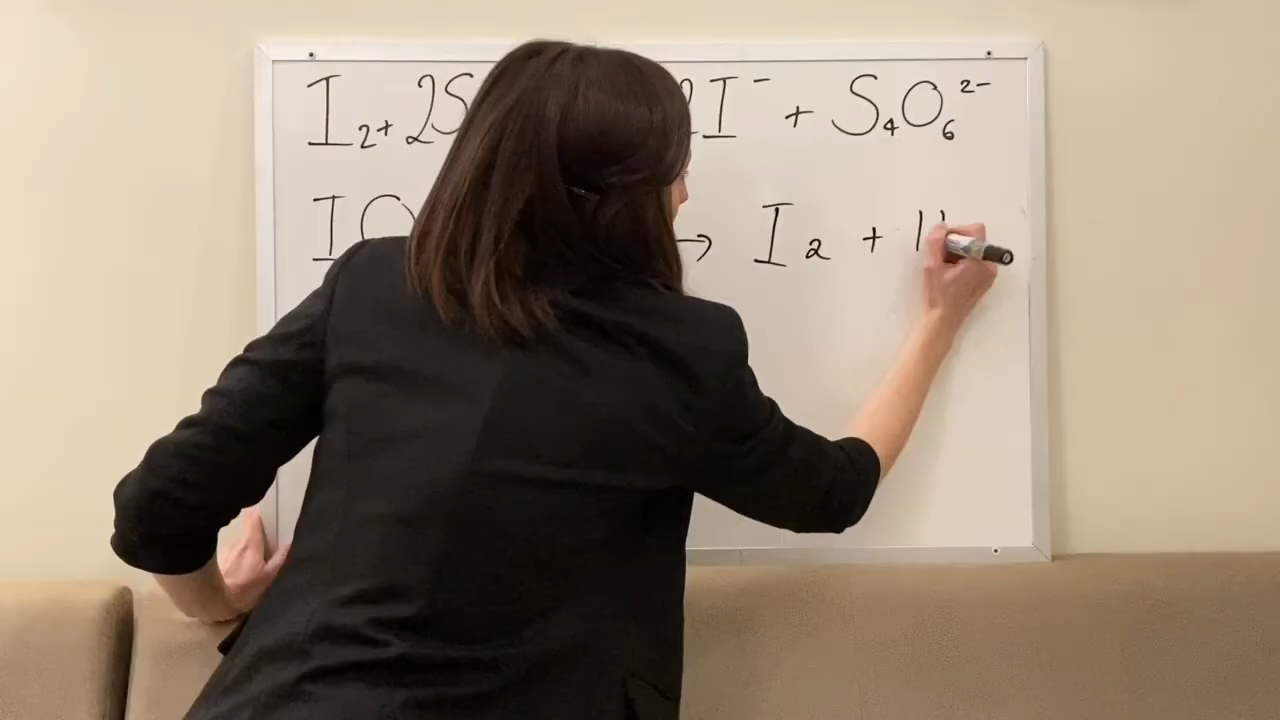 I₂ + 2S 2I⁻ + S₄O₆²⁻
IO → I₂ +